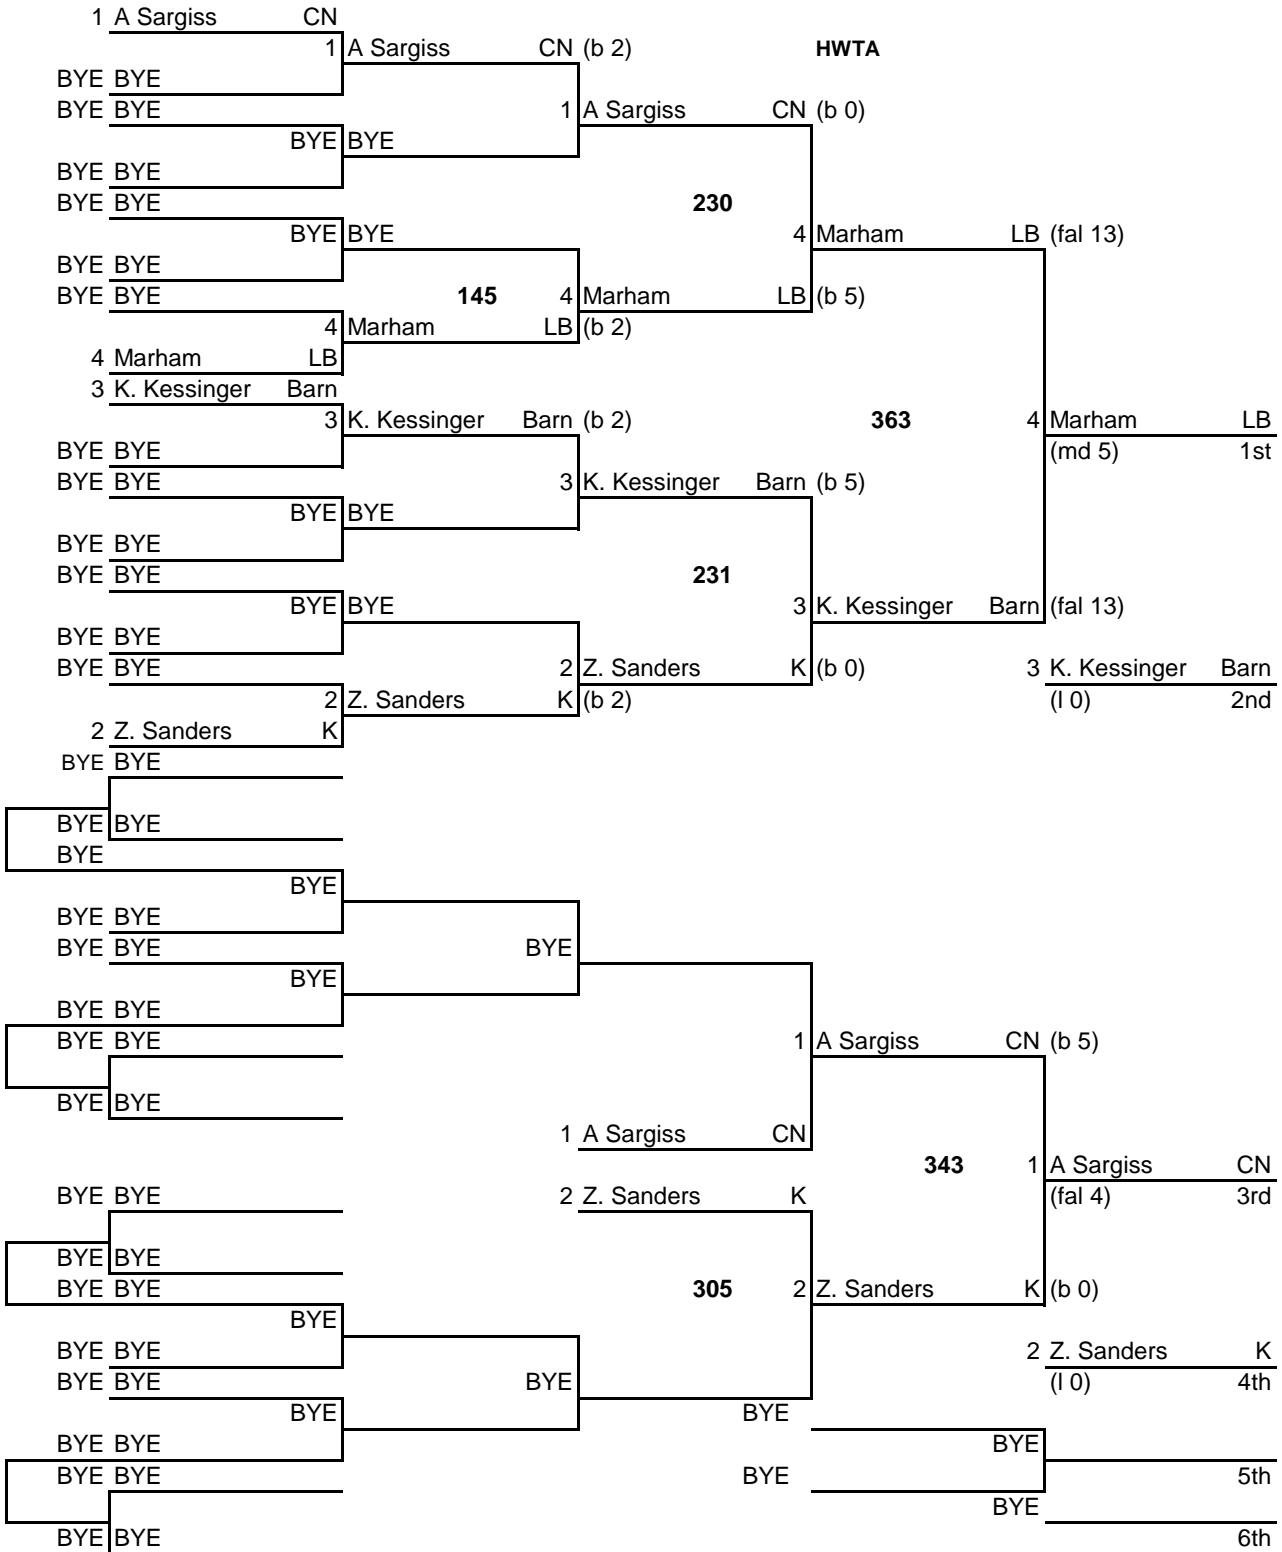 1 A Sargiss CN
1 A Sargiss CN (b 2) HWTA
BYE BYE
BYE BYE 1 A Sargiss CN (b 0)
BYE BYE
BYE BYE
BYE BYE 230
BYE BYE 4 Marham LB (fal 13)
BYE BYE
BYE BYE 145 4 Marham LB (b 5)
4 Marham LB (b 2)
4 Marham LB
3 K. Kessinger Barn
3 K. Kessinger Barn (b 2) 363 4 Marham LB
BYE BYE (md 5) 1st
BYE BYE 3 K. Kessinger Barn (b 5)
BYE BYE
BYE BYE
BYE BYE 231
BYE BYE 3 K. Kessinger Barn (fal 13)
BYE BYE
BYE BYE 2 Z. Sanders K (b 0) 3 K. Kessinger Barn
2 Z. Sanders K (b 2) (l 0) 2nd
2 Z. Sanders K
BYE BYE
BYE BYE
BYE
BYE
BYE BYE
BYE BYE BYE
BYE
BYE BYE
BYE BYE 1 A Sargiss CN (b 5)
BYE BYE
1 A Sargiss CN
343 1 A Sargiss CN
BYE BYE 2 Z. Sanders K (fal 4) 3rd
BYE BYE
BYE BYE 305 2 Z. Sanders K (b 0)
BYE
BYE BYE 2 Z. Sanders K
BYE BYE BYE (l 0) 4th
BYE BYE
BYE BYE BYE
BYE BYE BYE 5th
BYE
BYE BYE 6th